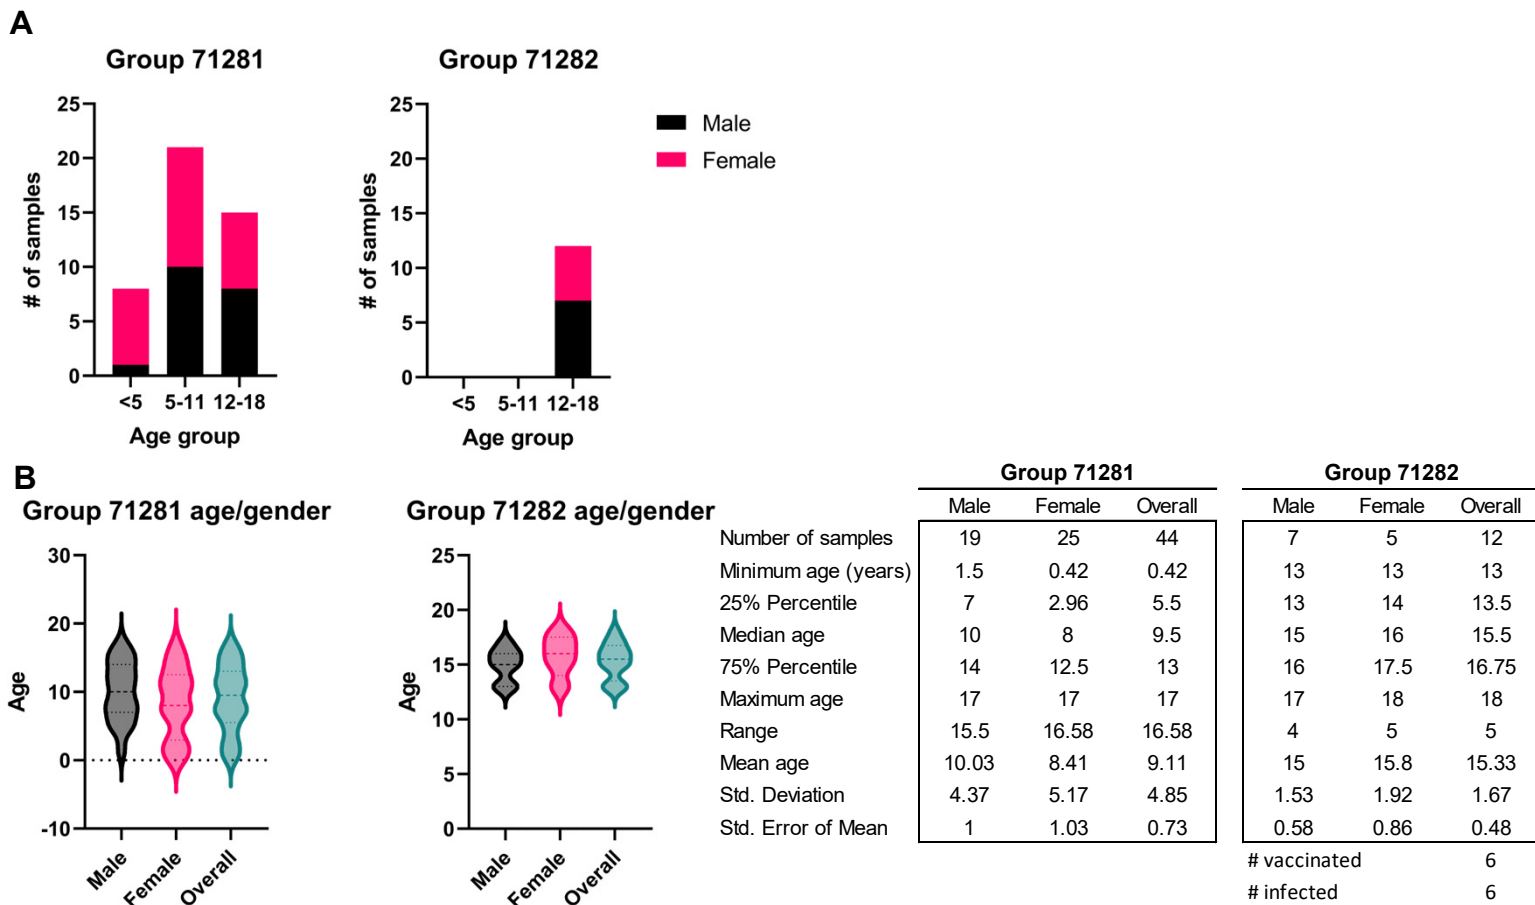 A
Group 71281
Group 71282
25
20
15
10
5
0
# of samples
<5 5-11 12-18
Age group
25
20
15
10
5
0
# of samples
<5 5-11 12-18
Age group
Male
Female
B
Group 71281 age/gender
30
20
10
0
-10
Age
Male
Female
Overall
Group 71282 age/gender
25
20
15
10
5
0
Age
Male
Female
Overall
Group 71281 Group 71282
Male Female Overall Male Female Overall
Number of samples 19 25 44 7 5 12
Minimum age (years) 1.5 0.42 0.42 13 13 13
25% Percentile 7 2.96 5.5 13 14 13.5
Median age 10 8 9.5 15 16 15.5
75% Percentile 14 12.5 13 16 17.5 16.75
Maximum age 17 17 17 17 18 18
Range 15.5 16.58 16.58 4 5 5
Mean age 10.03 8.41 9.11 15 15.8 15.33
Std. Deviation 4.37 5.17 4.85 1.53 1.92 1.67
Std. Error of Mean 1 1.03 0.73 0.58 0.86 0.48
# vaccinated 6
# infected 6